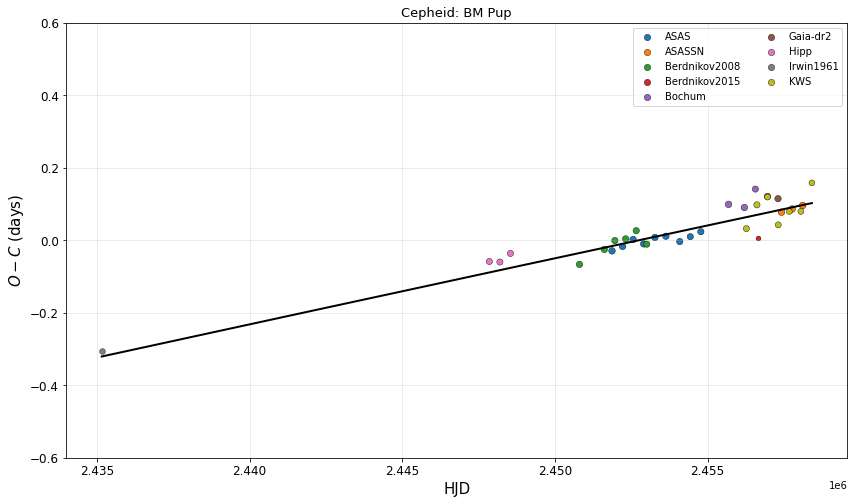 Cepheid: BM Pup
0.6
0.4
0.2
0.0
−0.2
−0.4
−0.6
O − C (days)
ASAS
ASASSN
Berdnikov2008
Berdnikov2015
Bochum
Gaia-dr2
Hipp
Irwin1961
KWS
2.435
2.440
2.445
2.450
2.455
1e6
HJD